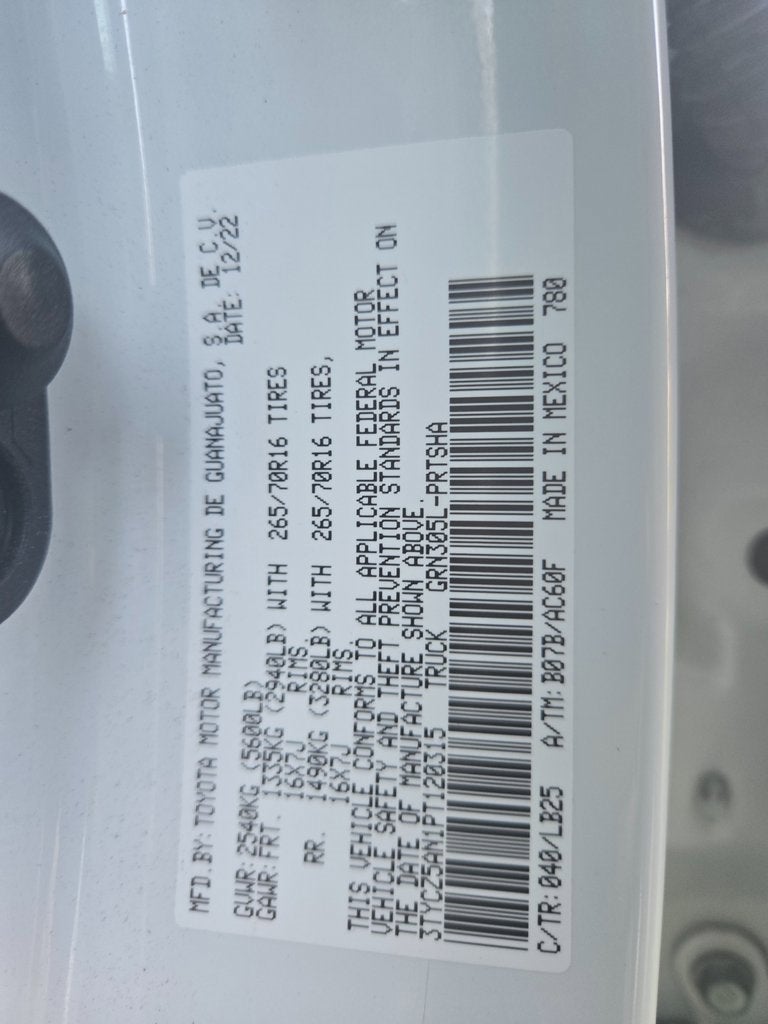 MFD.BY: TOYOTA MOTOR MANUFACTURING DE GUANAJUATO, S.A. DE C.V.
DATE: 12/22
GVWR: 2540KG (5600LB)
GAWR: FRT. 1335KG (2940LB) WITH 265/70R16 TIRES
16X7J RIMS.
RR. 1490KG (3280LB) WITH 265/70R16 TIRES,
16X7J RIMS.
THIS VEHICLE CONFORMS TO ALL APPLICABLE FEDERAL MOTOR
VEHICLE SAFETY AND THEFT PREVENTION STANDARDS IN EFFECT ON
THE DATE OF MANUFACTURE SHOWN ABOVE.
3TYCZ5AN1PT120315 TRUCK GRN305L-PRTSHA
C/TR: 040/LB25 A/TM: B07B/AC60F MADE IN MEXICO 780